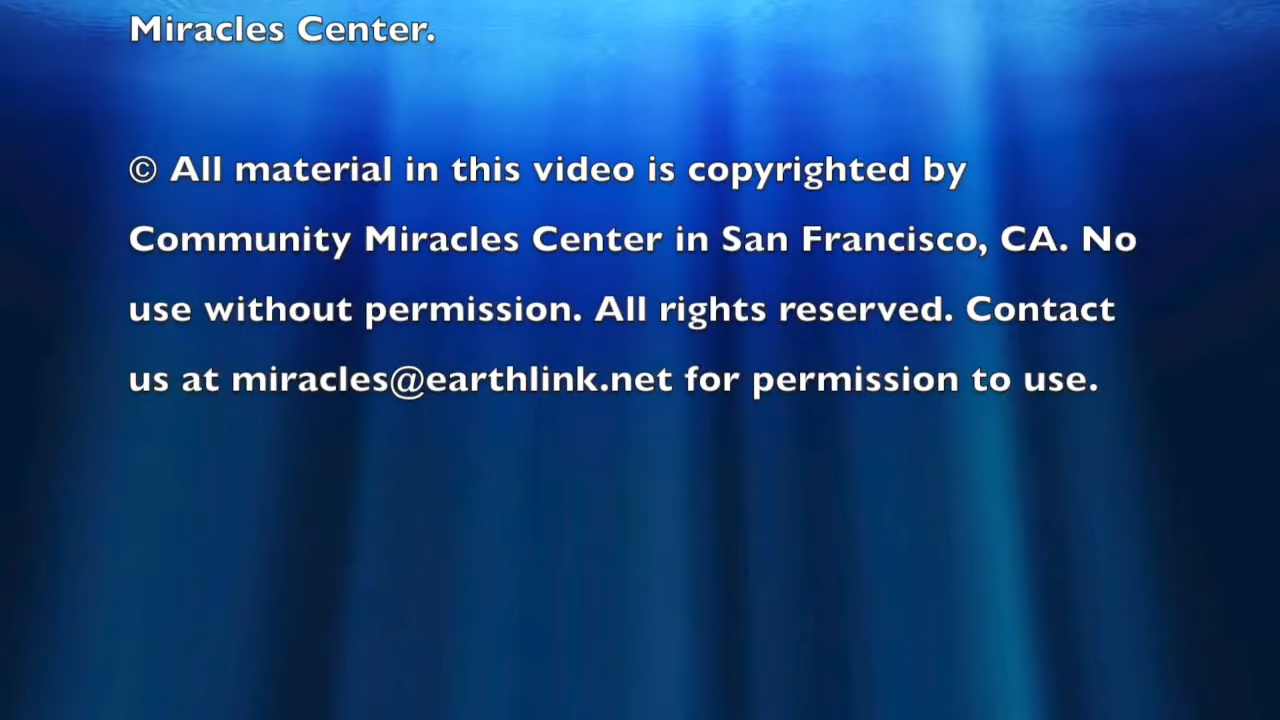 Miracles Center.
© All material in this video is copyrighted by
Community Miracles Center in San Francisco, CA. No
use without permission. All rights reserved. Contact
us at miracles@earthlink.net for permission to use.